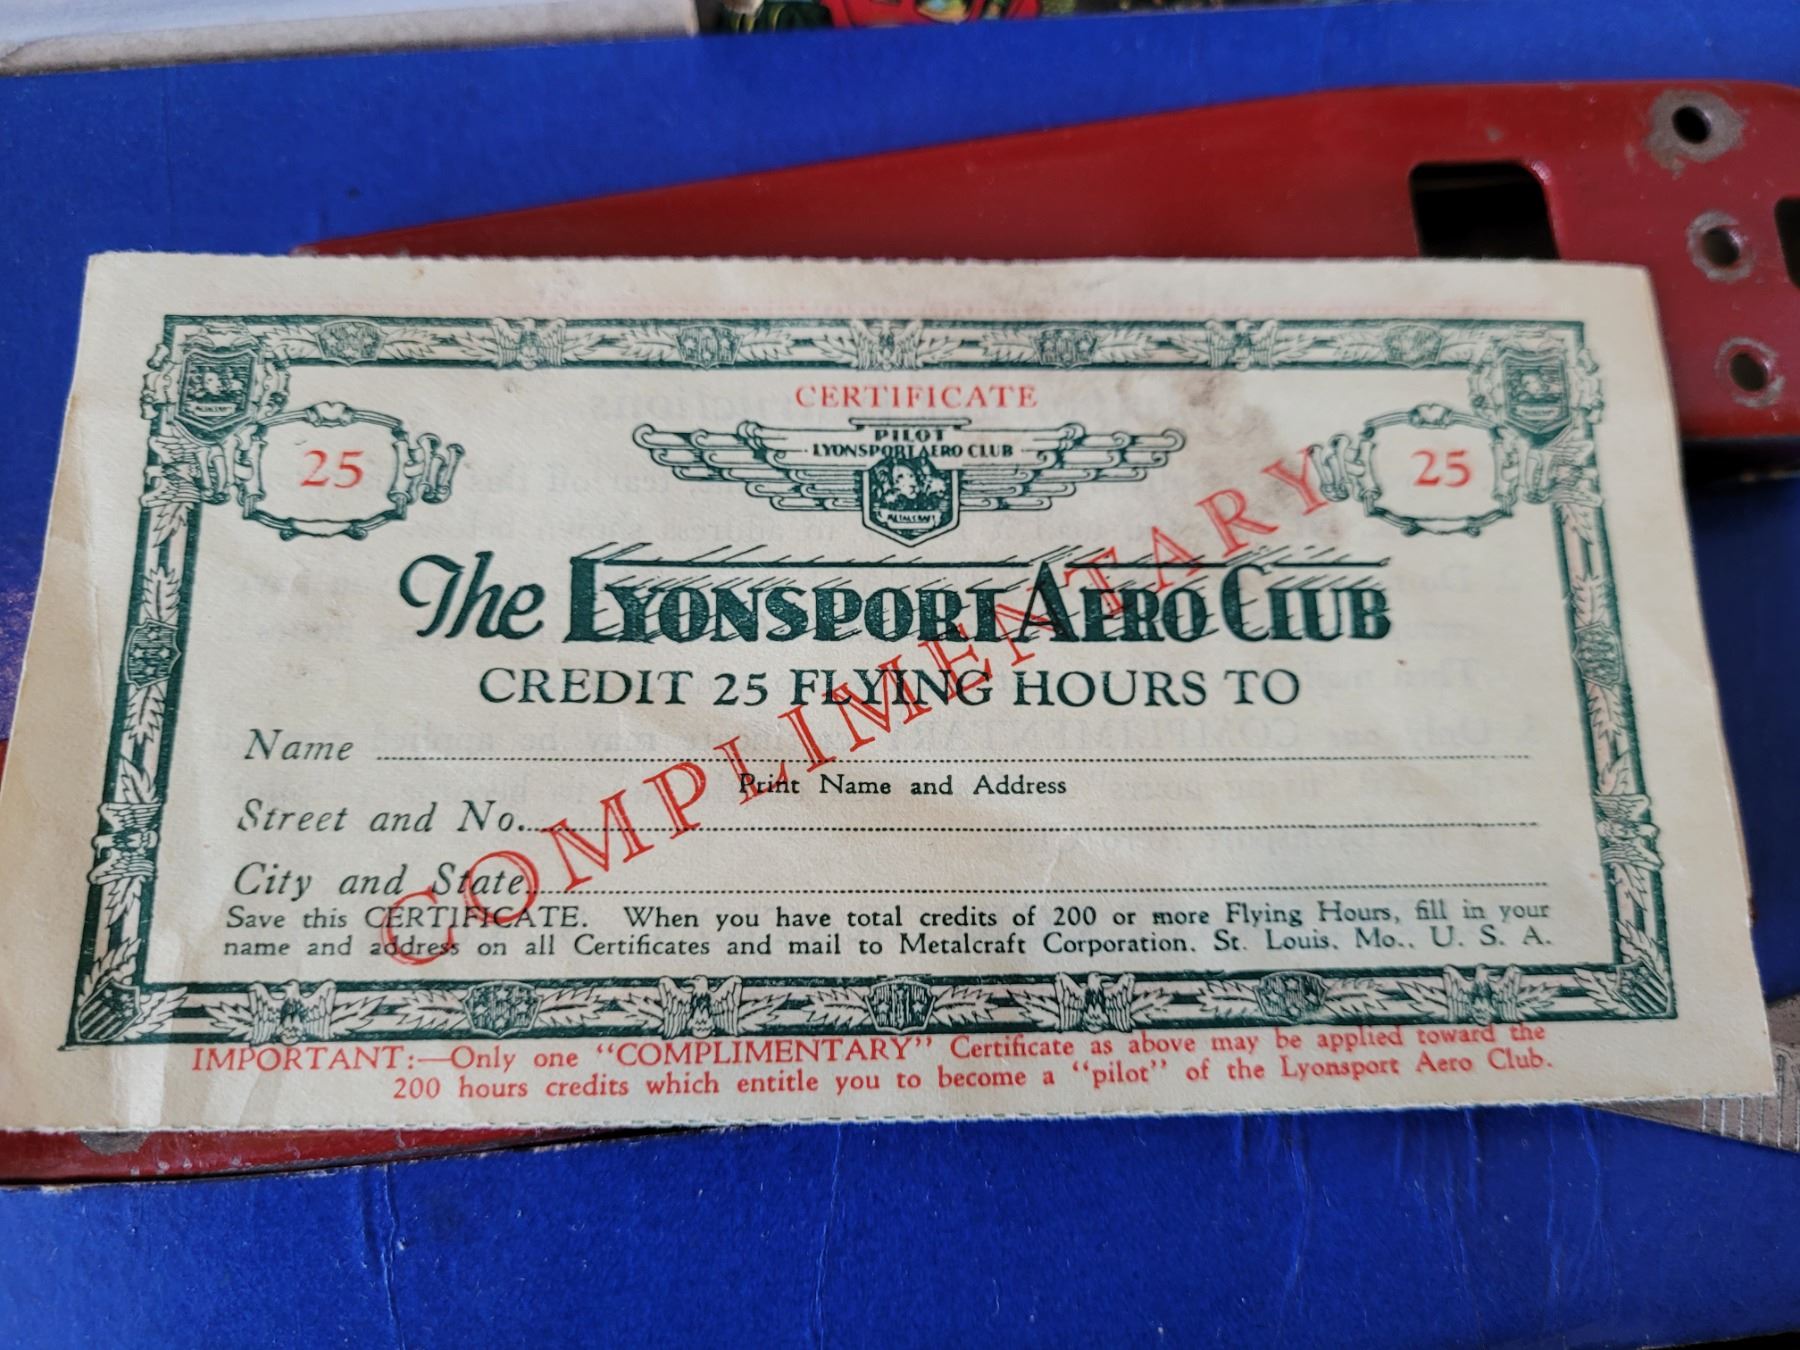 CERTIFICATE
25
PILOT
LYONSPORT AERO CLUB
METALCRAFT
25
METALCRAFT
METALCRAFT
The LYONSPORT AERO CLUB
CREDIT 25 FLYING HOURS TO
COMPLIMENTARY
Name
Print Name and Address
Street and No.
City and State
Save this CERTIFICATE. When you have total credits of 200 or more Flying Hours, fill in your
name and address on all Certificates and mail to Metalcraft Corporation, St. Louis, Mo., U. S. A.
IMPORTANT:—Only one "COMPLIMENTARY" Certificate as above may be applied toward the
200 hours credits which entitle you to become a "pilot" of the Lyonsport Aero Club.